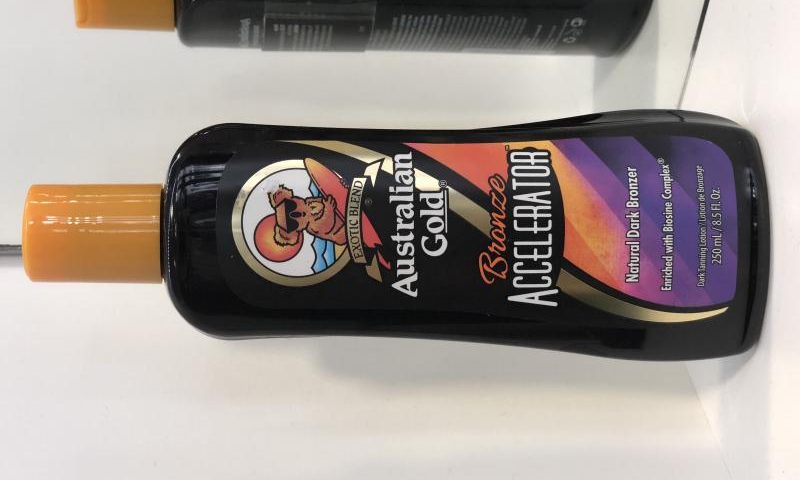 EXOTIC BLEND
®
Australian
Gold®
Bronze
ACCELERATOR™
Natural Dark Bronzer
Enriched with Biosine Complex®
Dark Tanning Lotion / Lotion de Bronzage
250 mL / 8.5 Fl. Oz.